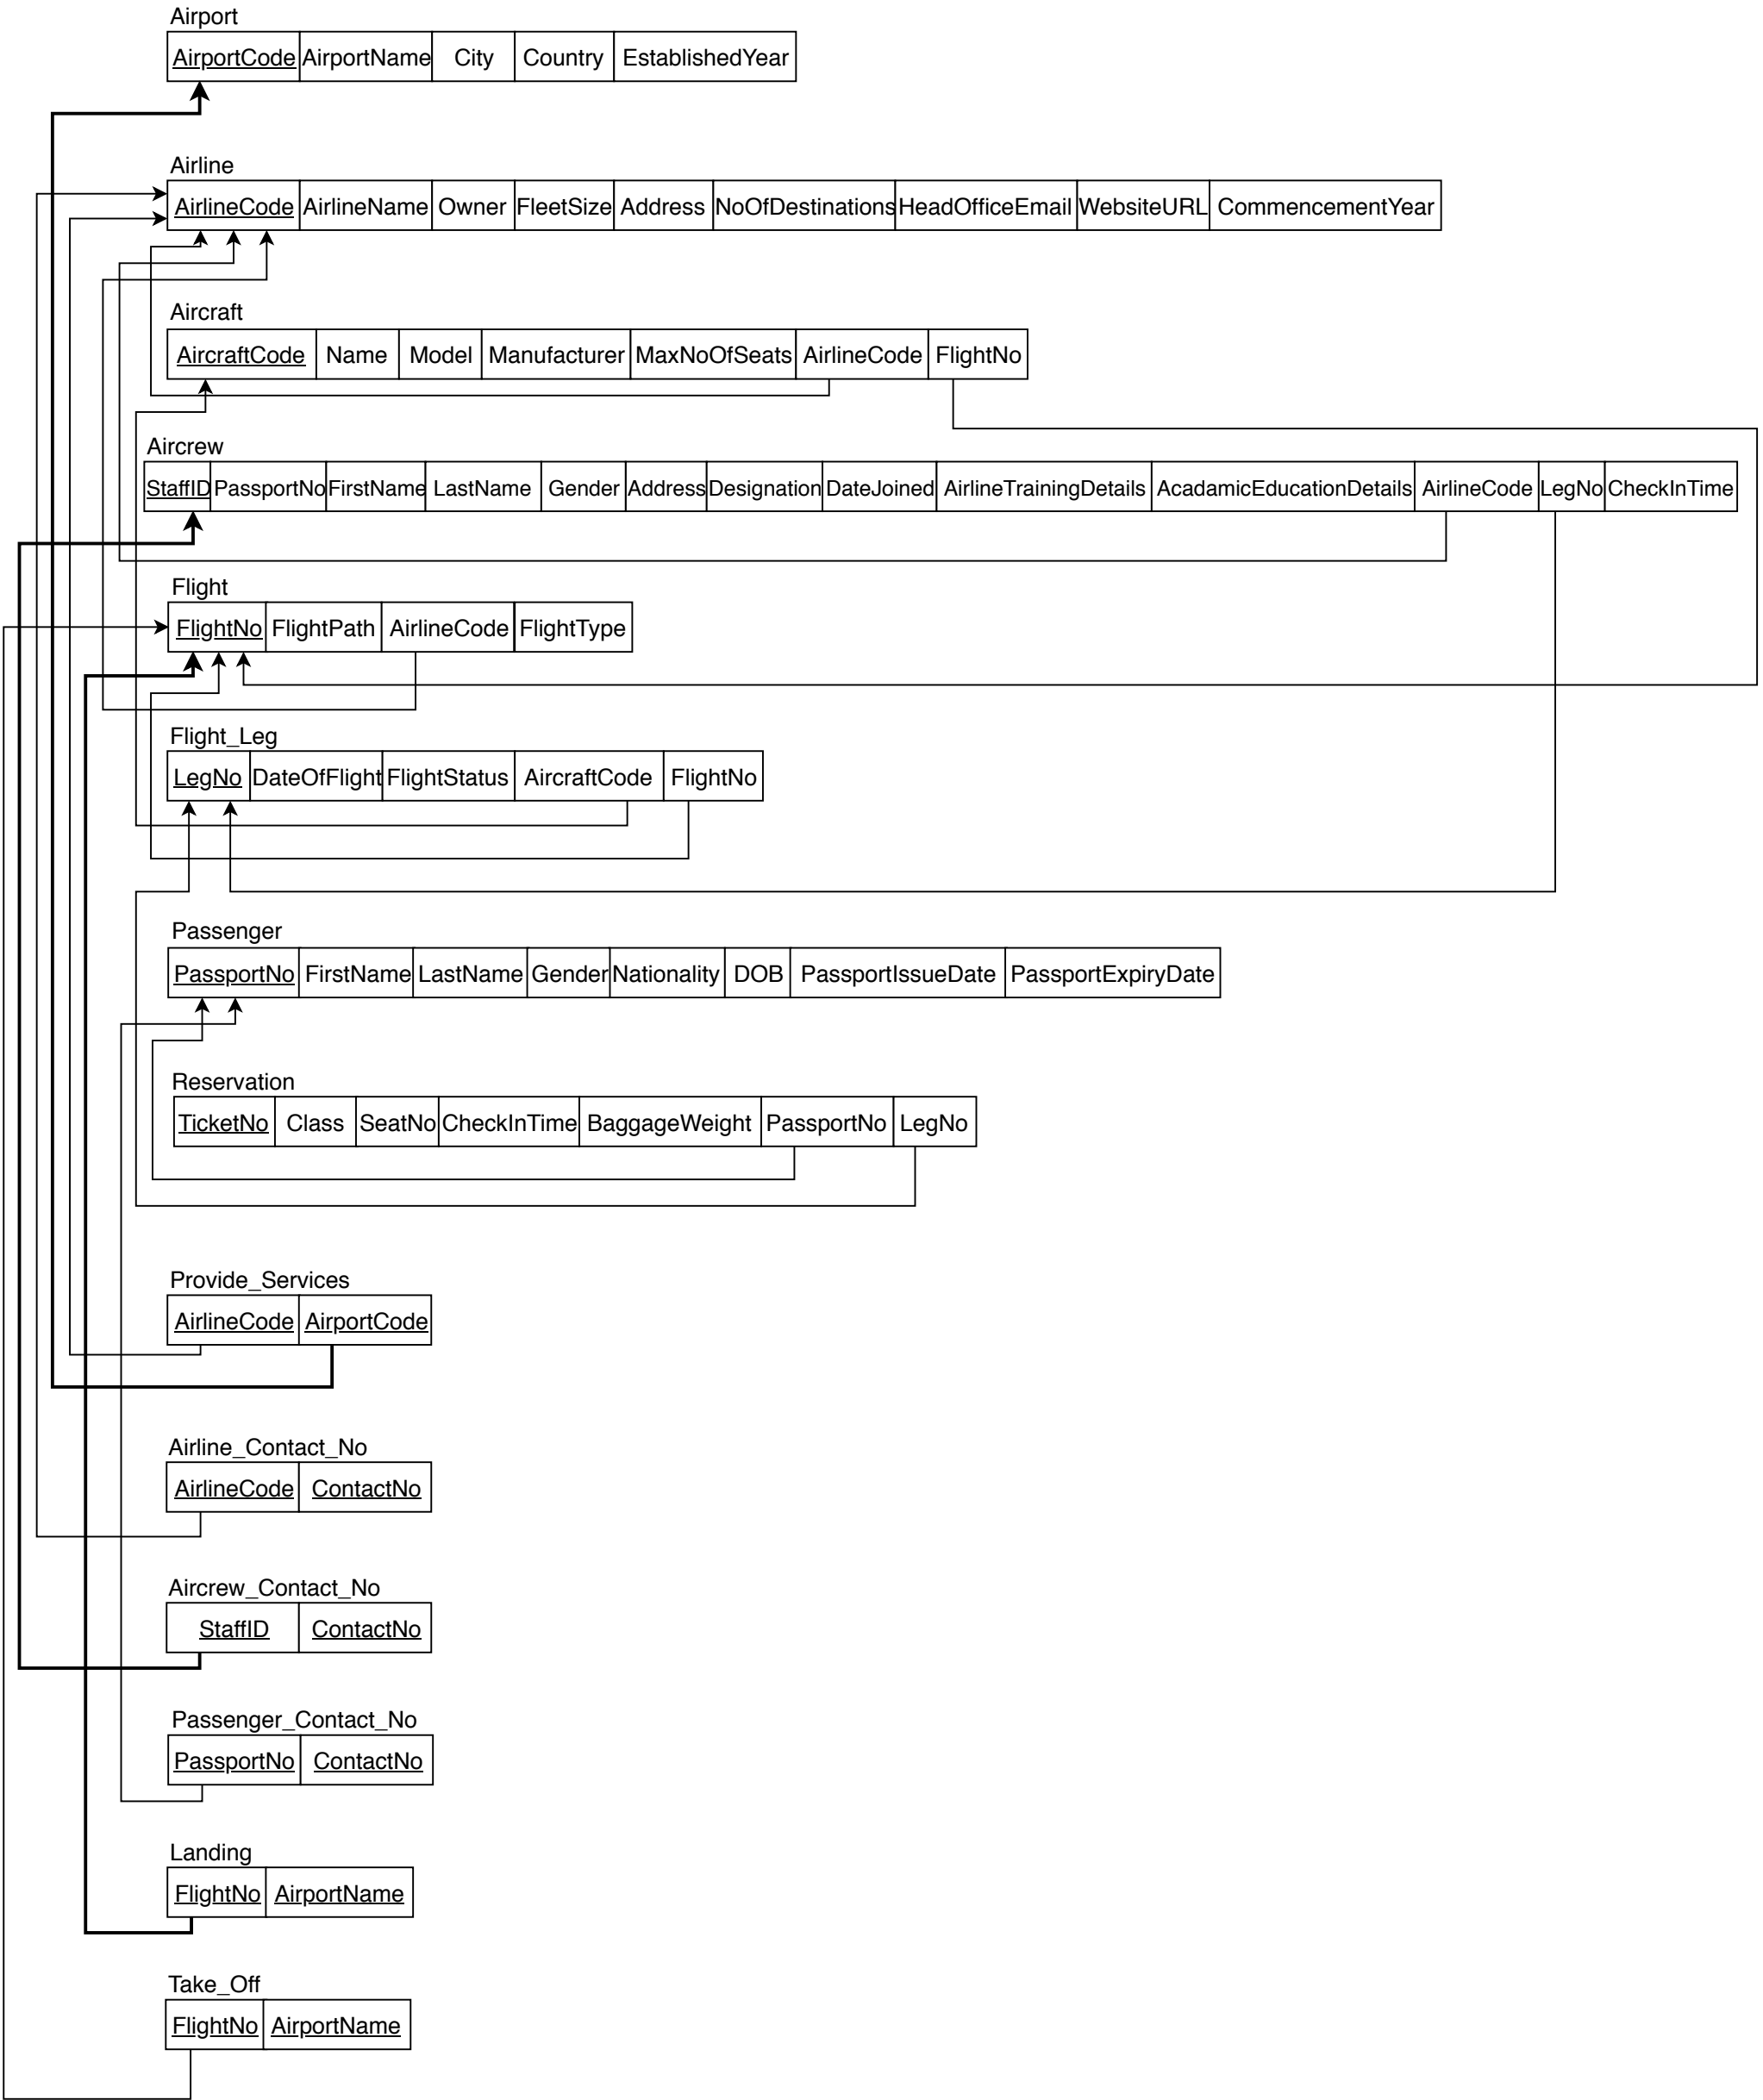 Airport
AirportCode AirportName City Country EstablishedYear
Airline
AirlineCode AirlineName Owner FleetSize Address NoOfDestinations HeadOfficeEmail WebsiteURL CommencementYear
Aircraft
AircraftCode Name Model Manufacturer MaxNoOfSeats AirlineCode FlightNo
Aircrew
StaffID PassportNo FirstName LastName Gender Address Designation DateJoined AirlineTrainingDetails AcadamicEducationDetails AirlineCode LegNo CheckInTime
Flight
FlightNo FlightPath AirlineCode FlightType
Flight_Leg
LegNo DateOfFlight FlightStatus AircraftCode FlightNo
Passenger
PassportNo FirstName LastName Gender Nationality DOB PassportIssueDate PassportExpiryDate
Reservation
TicketNo Class SeatNo CheckInTime BaggageWeight PassportNo LegNo
Provide_Services
AirlineCode AirportCode
Airline_Contact_No
AirlineCode ContactNo
Aircrew_Contact_No
StaffID ContactNo
Passenger_Contact_No
PassportNo ContactNo
Landing
FlightNo AirportName
Take_Off
FlightNo AirportName